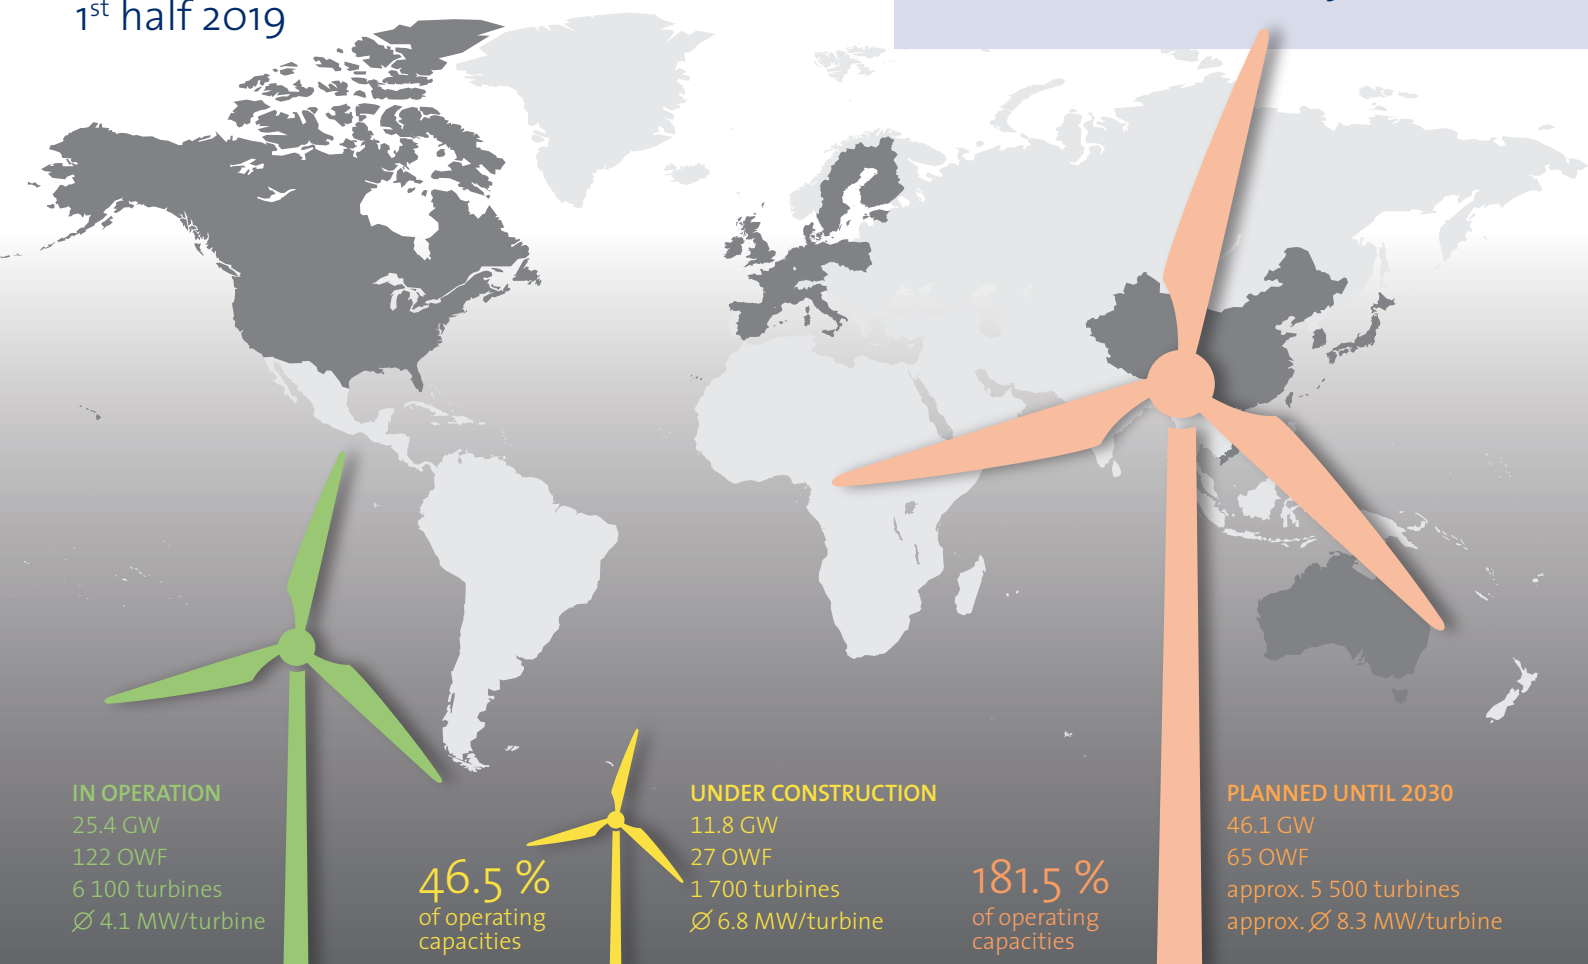 1st half 2019
IN OPERATION
25.4 GW
122 OWF
6 100 turbines
Ø 4.1 MW/turbine
46.5 %
of operating
capacities
UNDER CONSTRUCTION
11.8 GW
27 OWF
1 700 turbines
Ø 6.8 MW/turbine
181.5 %
of operating
capacities
PLANNED UNTIL 2030
46.1 GW
65 OWF
approx. 5 500 turbines
approx. Ø 8.3 MW/turbine